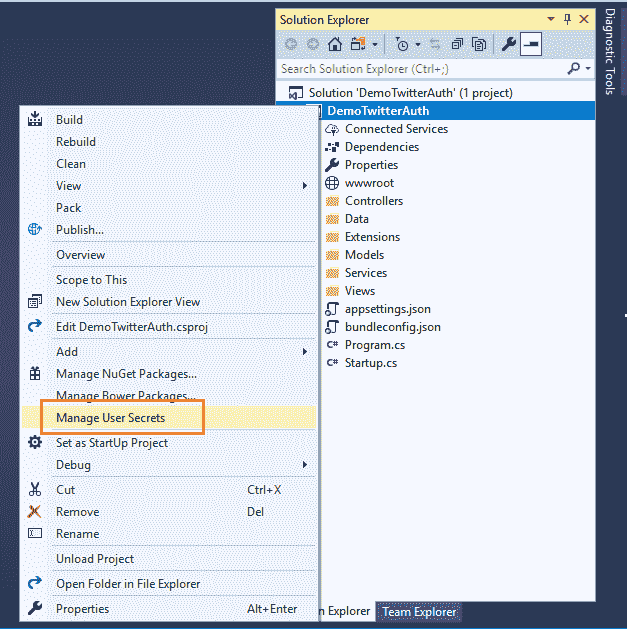 Solution Explorer
Search Solution Explorer (Ctrl+;)
Solution 'DemoTwitterAuth' (1 project)
DemoTwitterAuth
Connected Services
Dependencies
Properties
wwwroot
Controllers
Data
Extensions
Models
Services
Views
appsettings.json
bundleconfig.json
C# Program.cs
C# Startup.cs
Diagnostic Tools
Build
Rebuild
Clean
View
Pack
Publish...
Overview
Scope to This
New Solution Explorer View
Edit DemoTwitterAuth.csproj
Add
Manage NuGet Packages...
Manage Bower Packages...
Manage User Secrets
Set as StartUp Project
Debug
Cut Ctrl+X
Remove Del
Rename
Unload Project
Open Folder in File Explorer
Properties Alt+Enter
n Explorer Team Explorer